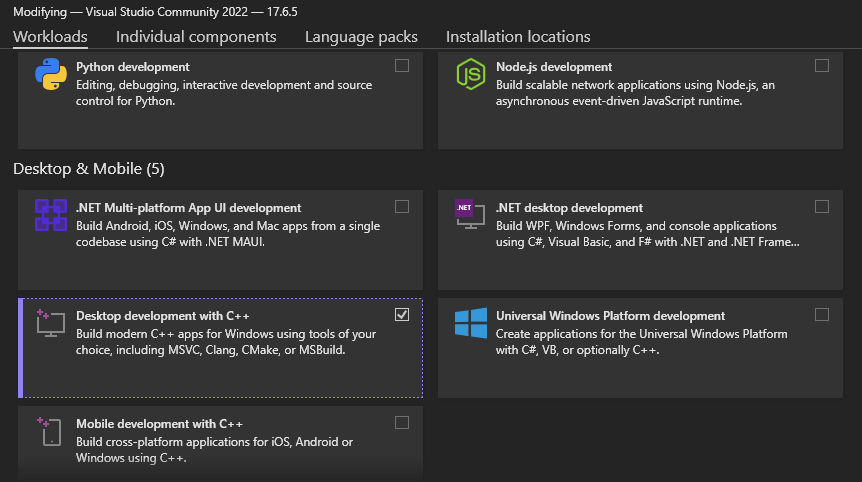 Modifying — Visual Studio Community 2022 — 17.6.5
Workloads Individual components Language packs Installation locations
Python development
Editing, debugging, interactive development and source
control for Python.
Node.js development
Build scalable network applications using Node.js, an
asynchronous event-driven JavaScript runtime.
Desktop & Mobile (5)
.NET Multi-platform App UI development
Build Android, iOS, Windows, and Mac apps from a single
codebase using C# with .NET MAUI.
.NET
.NET desktop development
Build WPF, Windows Forms, and console applications
using C#, Visual Basic, and F# with .NET and .NET Frame...
Desktop development with C++
Build modern C++ apps for Windows using tools of your
choice, including MSVC, Clang, CMake, or MSBuild.
Universal Windows Platform development
Create applications for the Universal Windows Platform
with C#, VB, or optionally C++.
Mobile development with C++
Build cross-platform applications for iOS, Android or
Windows using C++.